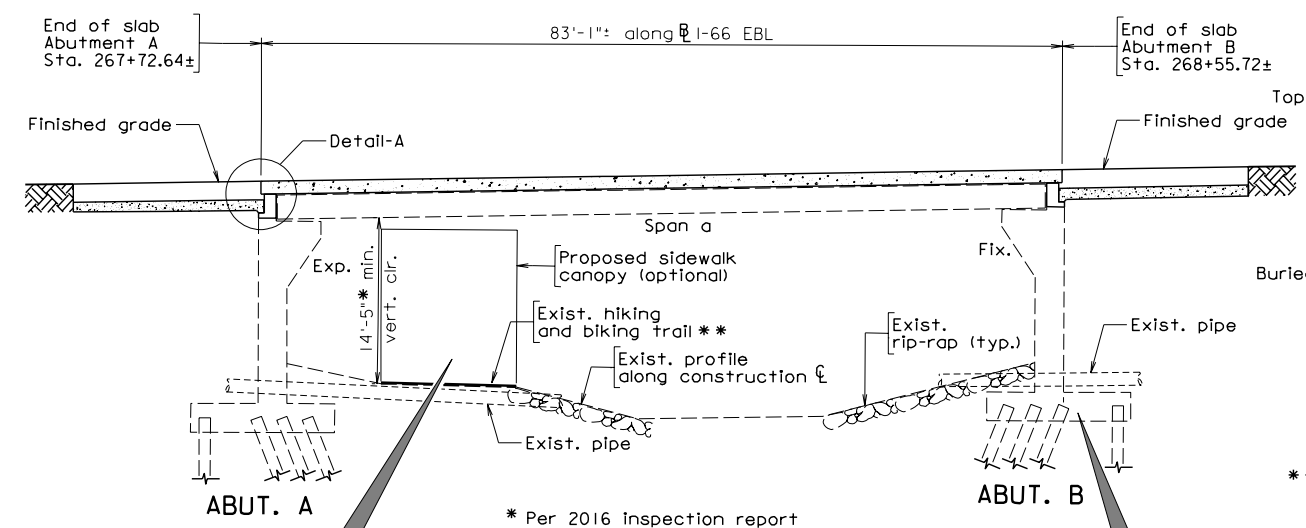 End of slab
Abutment A
Sta. 267+72.64±
83'-1"± along ℞ I-66 EBL
End of slab
Abutment B
Sta. 268+55.72±
Top
Finished grade
Detail-A
Finished grade
Span a
Exp.
14'-5"* min.
vert. clr.
Proposed sidewalk
canopy (optional)
Fix.
Buried
Exist. hiking
and biking trail **
Exist. profile
along construction ℄
Exist.
rip-rap (typ.)
Exist. pipe
Exist. pipe
ABUT. A
ABUT. B
*
* Per 2016 inspection report